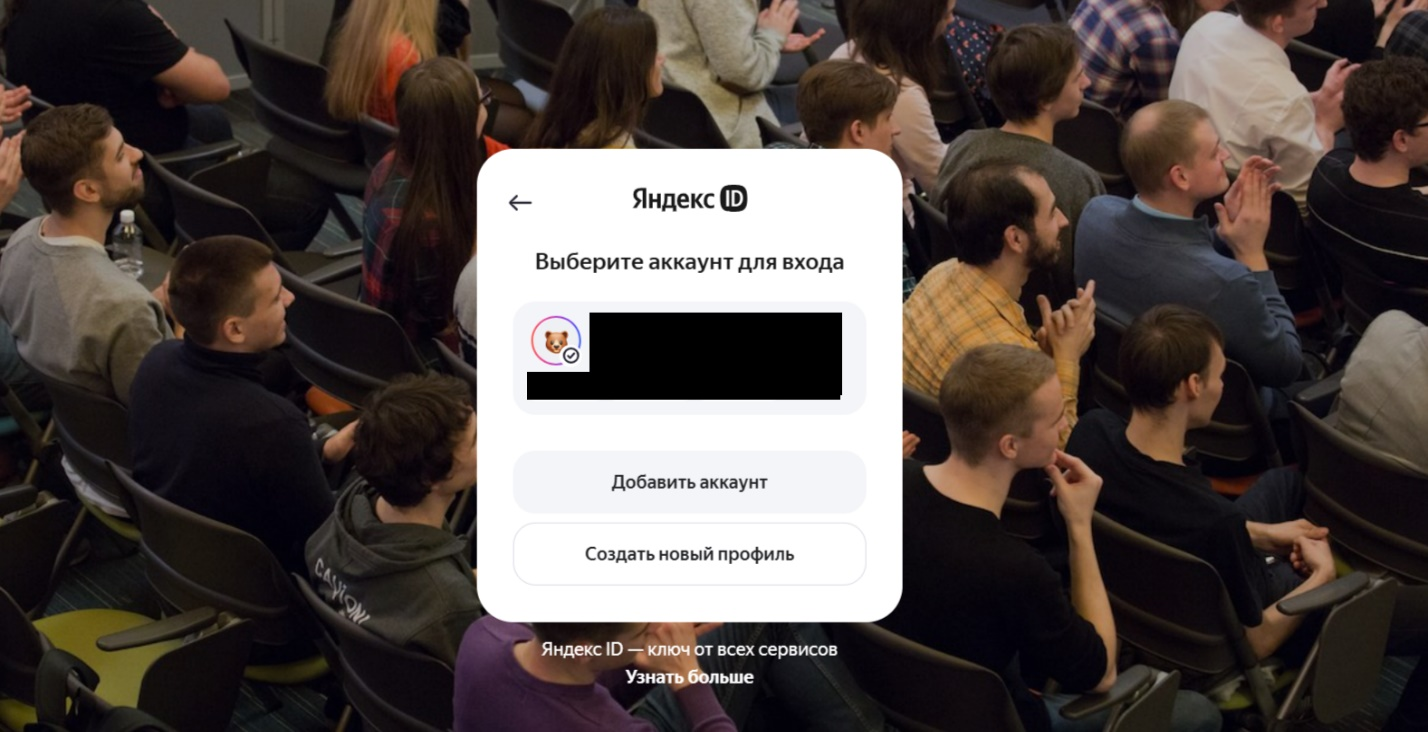 Яндекс ID
Выберите аккаунт для входа
Добавить аккаунт
Создать новый профиль
Яндекс ID — ключ от всех сервисов
Узнать больше